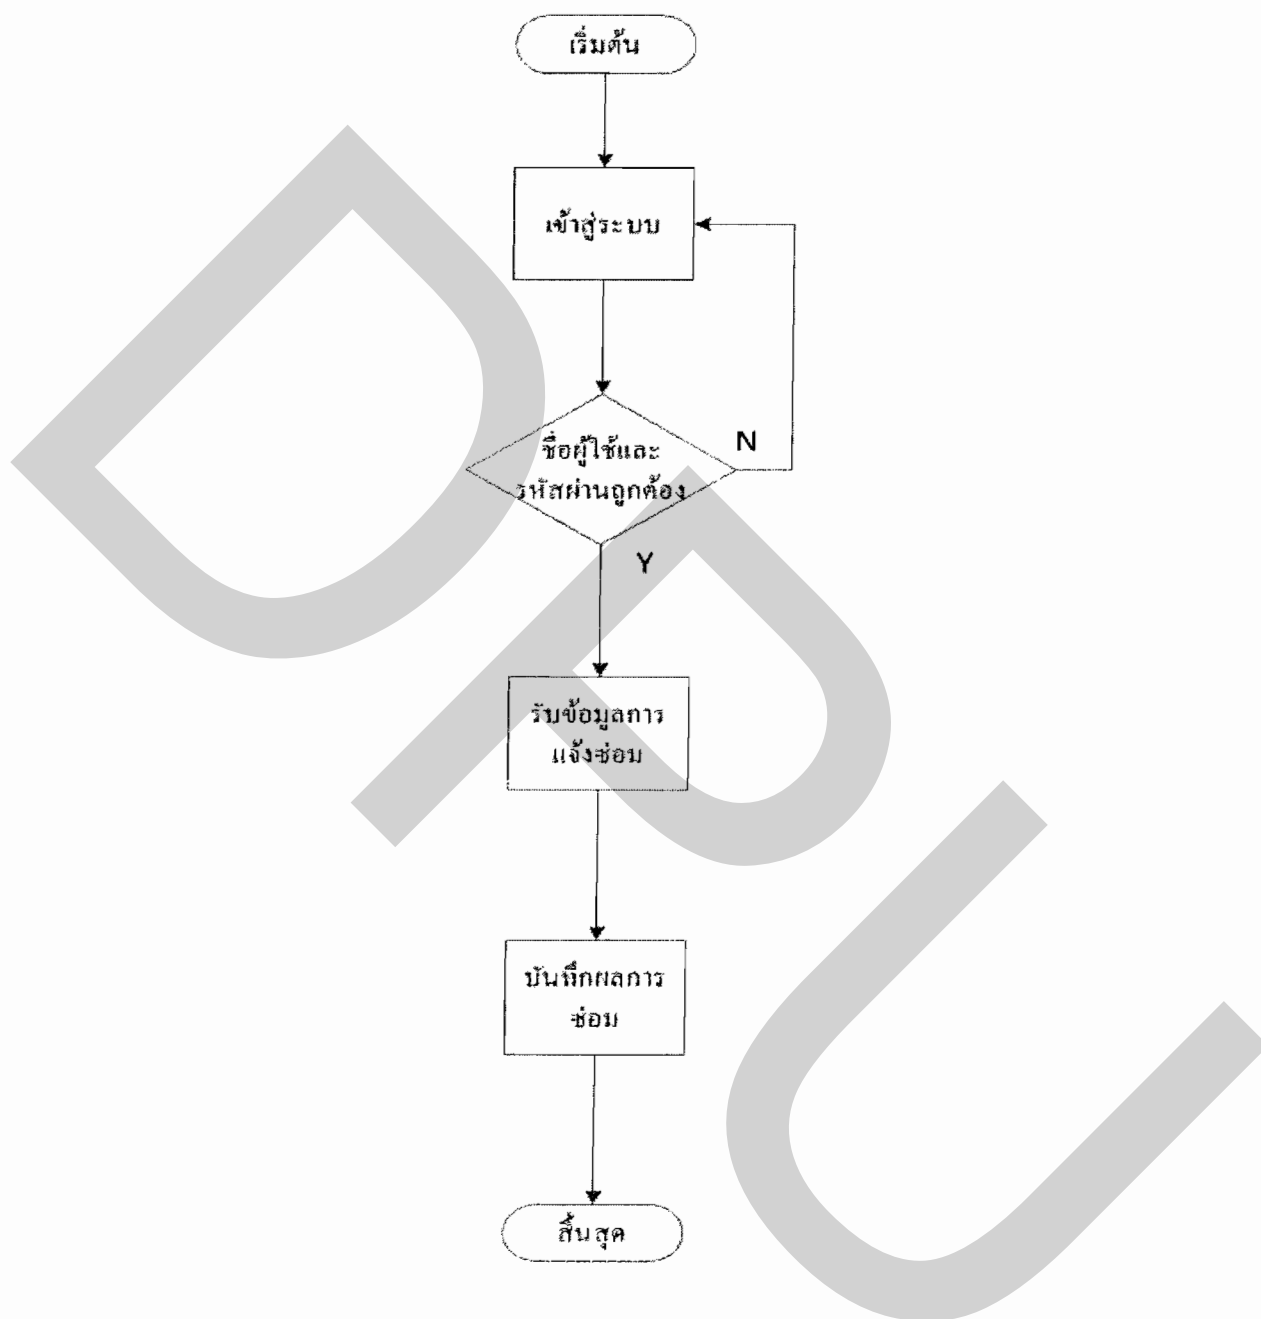 เริ่มต้น
เข้าสู่ระบบ
ชื่อผู้ใช้และ
รหัสผ่านถูกต้อง
N
Y
รับข้อมูลการ
แจ้งซ่อม
บันทึกผลการ
ซ่อม
สิ้นสุด
DPU